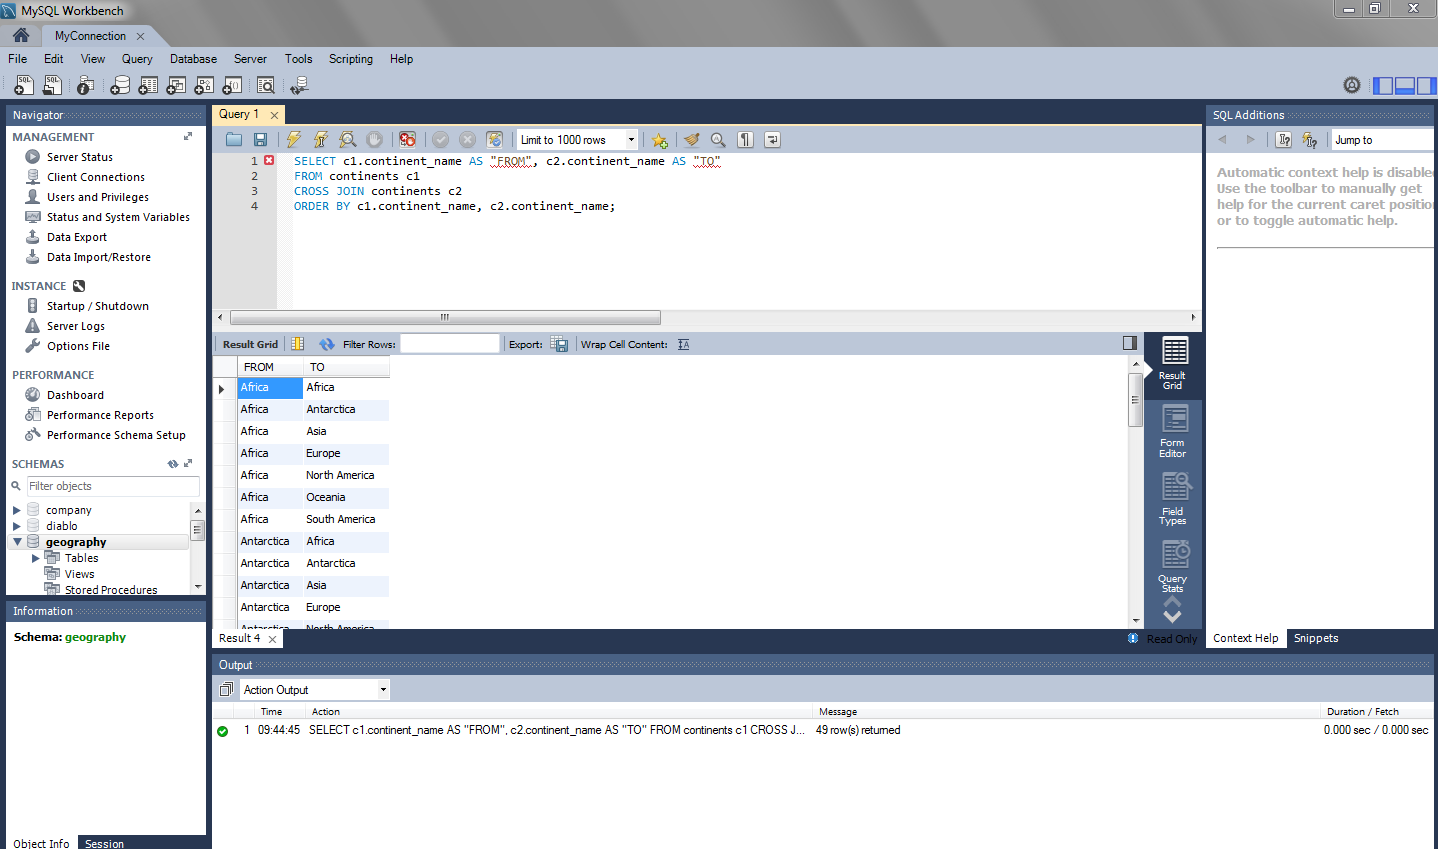 MySQL Workbench
MyConnection
File Edit View Query Database Server Tools Scripting Help
Navigator
MANAGEMENT
Server Status
Client Connections
Users and Privileges
Status and System Variables
Data Export
Data Import/Restore
INSTANCE
Startup / Shutdown
Server Logs
Options File
PERFORMANCE
Dashboard
Performance Reports
Performance Schema Setup
SCHEMAS
Filter objects
company
diablo
geography
Tables
Views
Stored Procedures
Information
Schema: geography
Object Info Session
Query 1
Limit to 1000 rows
1 SELECT c1.continent_name AS "FROM", c2.continent_name AS "TO"
2 FROM continents c1
3 CROSS JOIN continents c2
4 ORDER BY c1.continent_name, c2.continent_name;
Result Grid Filter Rows: Export: Wrap Cell Content:
FROM TO
Africa Africa
Africa Antarctica
Africa Asia
Africa Europe
Africa North America
Africa Oceania
Africa South America
Antarctica Africa
Antarctica Antarctica
Antarctica Asia
Antarctica Europe
Antarctica North America
Result Grid
Form Editor
Field Types
Query Stats
Result 4
Read Only
SQL Additions
Jump to
Automatic context help is disabled
Use the toolbar to manually get
help for the current caret position
or to toggle automatic help.
Context Help Snippets
Output
Action Output
Time Action Message Duration / Fetch
1 09:44:45 SELECT c1.continent_name AS "FROM", c2.continent_name AS "TO" FROM continents c1 CROSS J... 49 row(s) returned 0.000 sec / 0.000 sec